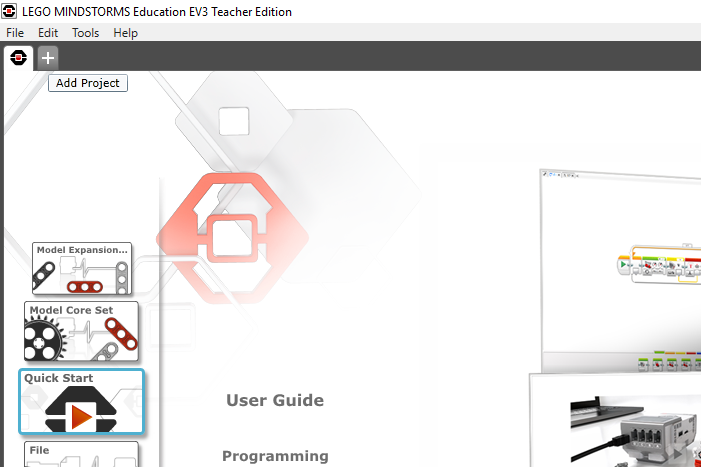 LEGO MINDSTORMS Education EV3 Teacher Edition
File Edit Tools Help
Add Project
Model Expansion...
Model Core Set
Quick Start
User Guide
File
Programming